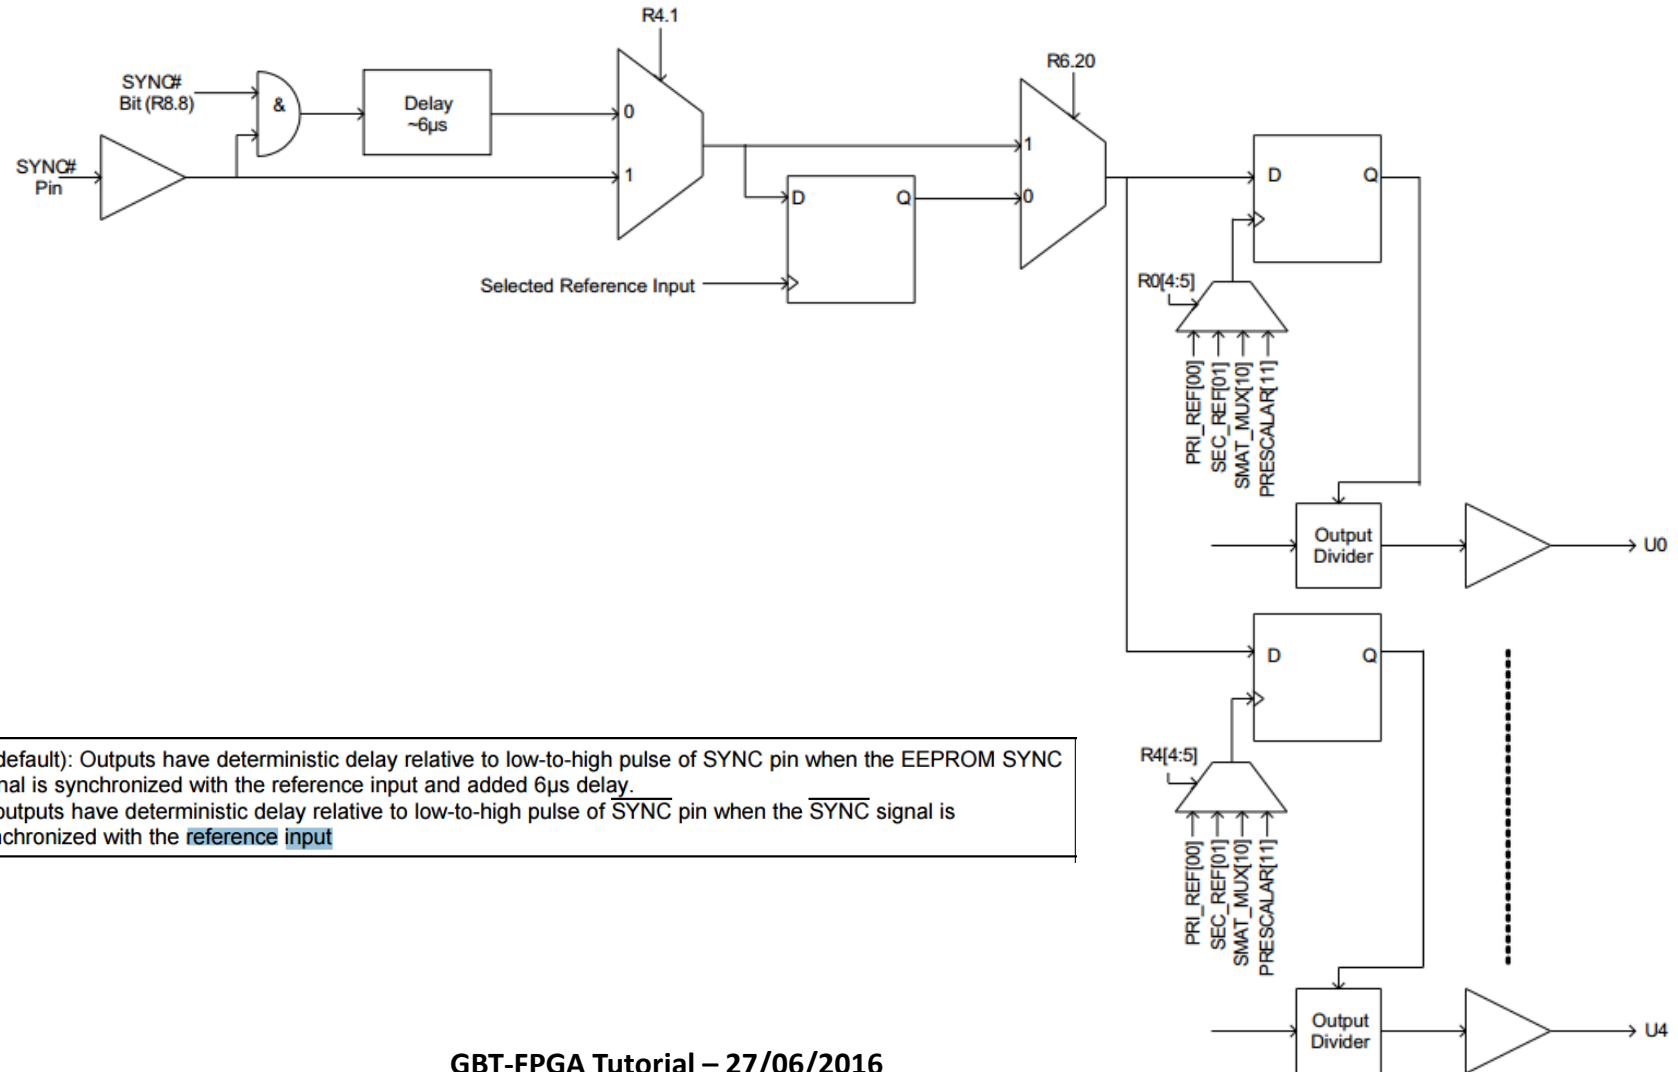 R4.1
R6.20
SYNC#
Bit (R8.8)
&
Delay
~6µs
0
1
SYNC#
Pin
1
0
D
Q
Selected Reference Input
D
Q
R0[4:5]
PRI_REF[00]
SEC_REF[01]
SMAT_MUX[10]
PRESCALAR[11]
Output
Divider
U0
D
Q
R4[4:5]
PRI_REF[00]
SEC_REF[01]
SMAT_MUX[10]
PRESCALAR[11]
Output
Divider
U4
default): Outputs have deterministic delay relative to low-to-high pulse of SYNC pin when the EEPROM SYNC
nal is synchronized with the reference input and added 6µs delay.
outputs have deterministic delay relative to low-to-high pulse of SYNC pin when the SYNC signal is
nchronized with the reference input
GBT-FPGA Tutorial – 27/06/2016